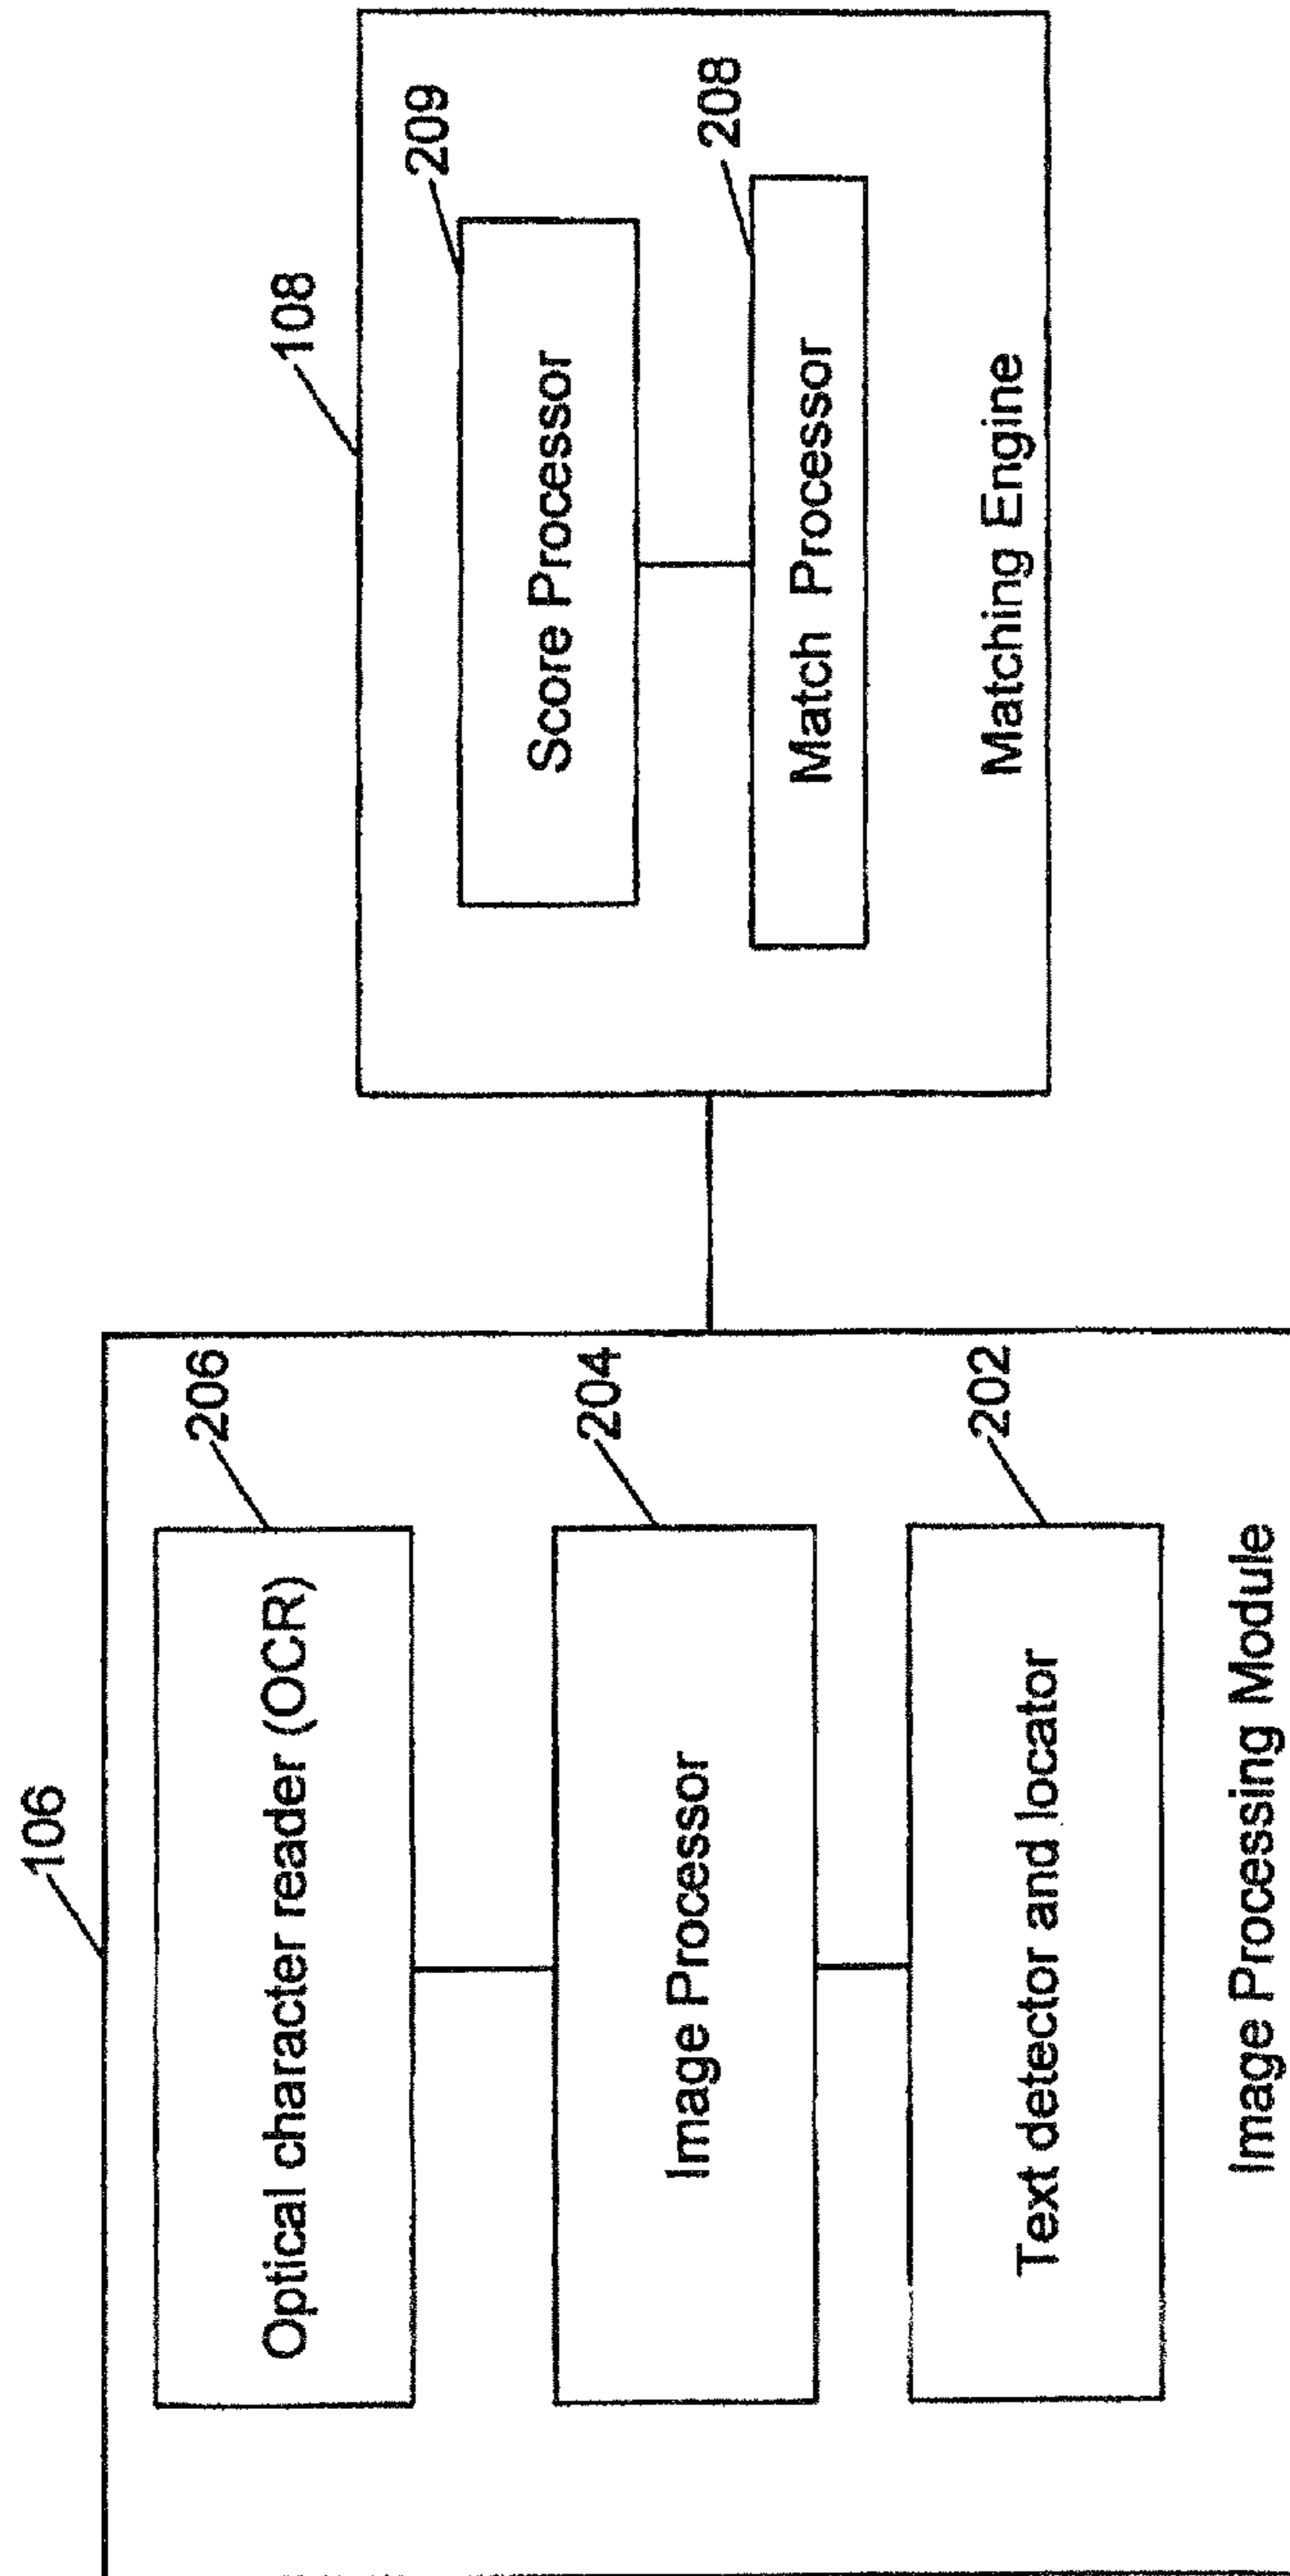 106
206
Optical character reader (OCR)
204
Image Processor
202
Text detector and locator
Image Processing Module
108
209
Score Processor
208
Match Processor
Matching Engine